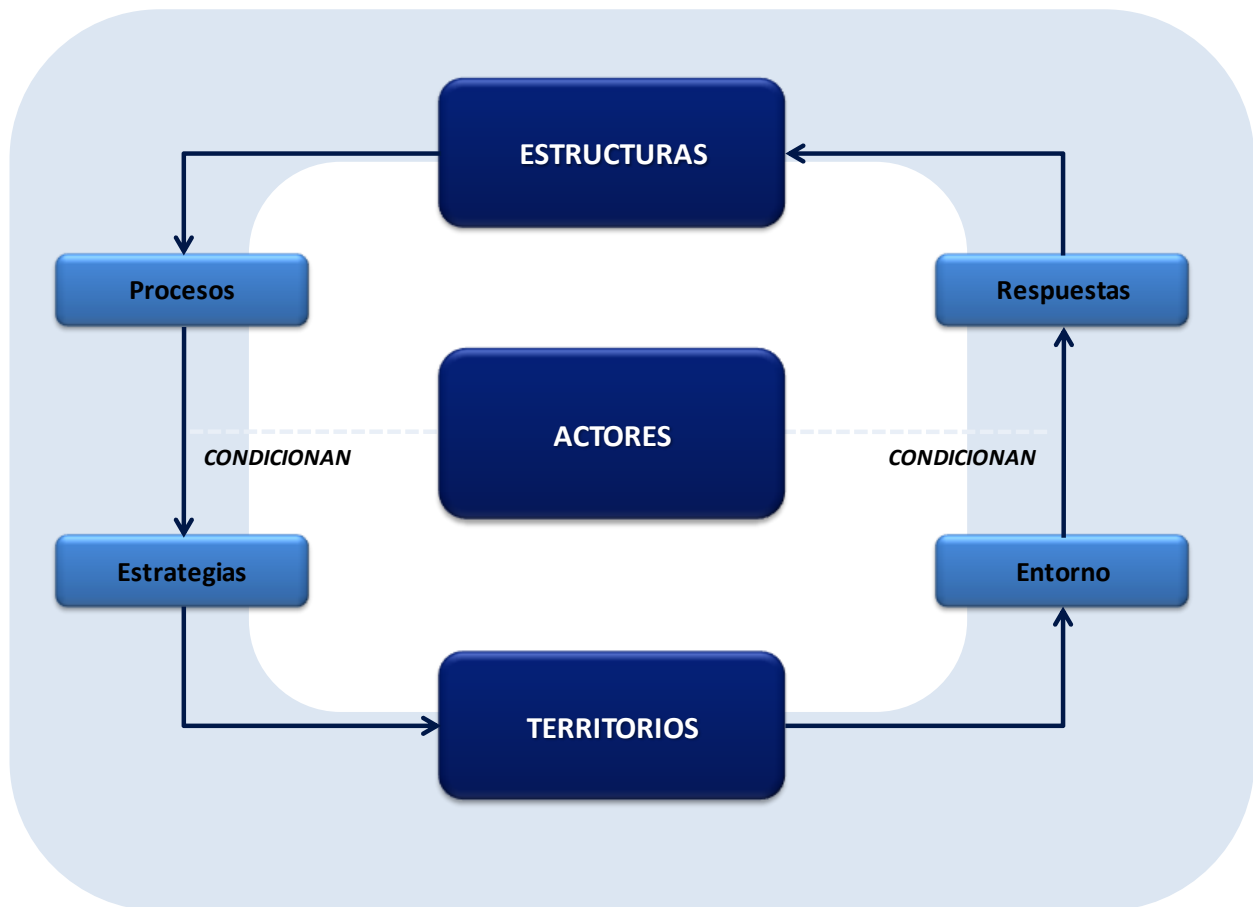 ESTRUCTURAS
Procesos
Respuestas
ACTORES
CONDICIONAN
CONDICIONAN
Estrategias
Entorno
TERRITORIOS